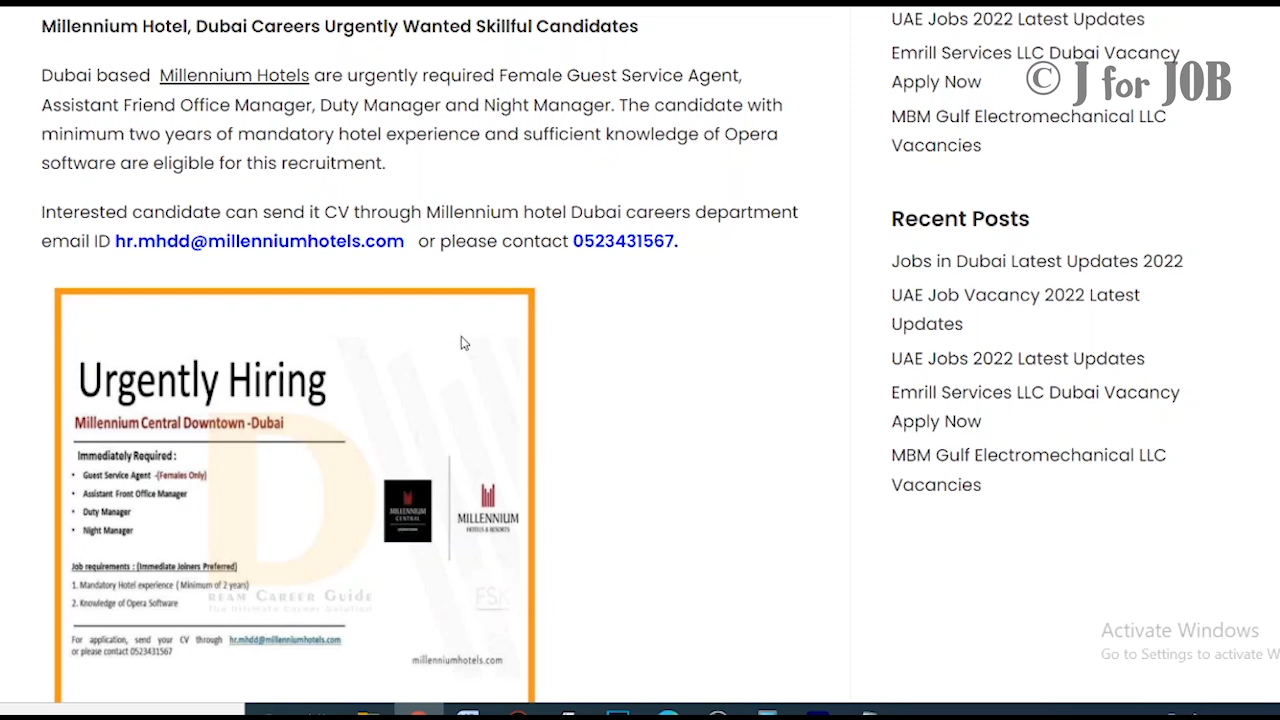 Millennium Hotel, Dubai Careers Urgently Wanted Skillful Candidates
Dubai based Millennium Hotels are urgently required Female Guest Service Agent,
Assistant Friend Office Manager, Duty Manager and Night Manager. The candidate with
minimum two years of mandatory hotel experience and sufficient knowledge of Opera
software are eligible for this recruitment.
Interested candidate can send it CV through Millennium hotel Dubai careers department
email ID hr.mhdd@millenniumhotels.com or please contact 0523431567.
Urgently Hiring
Millennium Central Downtown -Dubai
Immediately Required :
• Guest Service Agent -(Females Only)
• Assistant Front Office Manager
• Duty Manager
• Night Manager
Job requirements : (Immediate Joiners Preferred)
1. Mandatory Hotel experience ( Minimum of 2 years)
2. Knowledge of Opera Software
REAM CAREER GUIDE
The Ultimate Career Solution
For application, send your CV through hr.mhdd@millenniumhotels.com
or please contact 0523431567
MILLENNIUM
CENTRAL
MILLENNIUM
HOTELS & RESORTS
FSK
millenniumhotels.com
UAE Jobs 2022 Latest Updates
Emrill Services LLC Dubai Vacancy
Apply Now
© J for JOB
MBM Gulf Electromechanical LLC
Vacancies
Recent Posts
Jobs in Dubai Latest Updates 2022
UAE Job Vacancy 2022 Latest
Updates
UAE Jobs 2022 Latest Updates
Emrill Services LLC Dubai Vacancy
Apply Now
MBM Gulf Electromechanical LLC
Vacancies
Activate Windows
Go to Settings to activate W